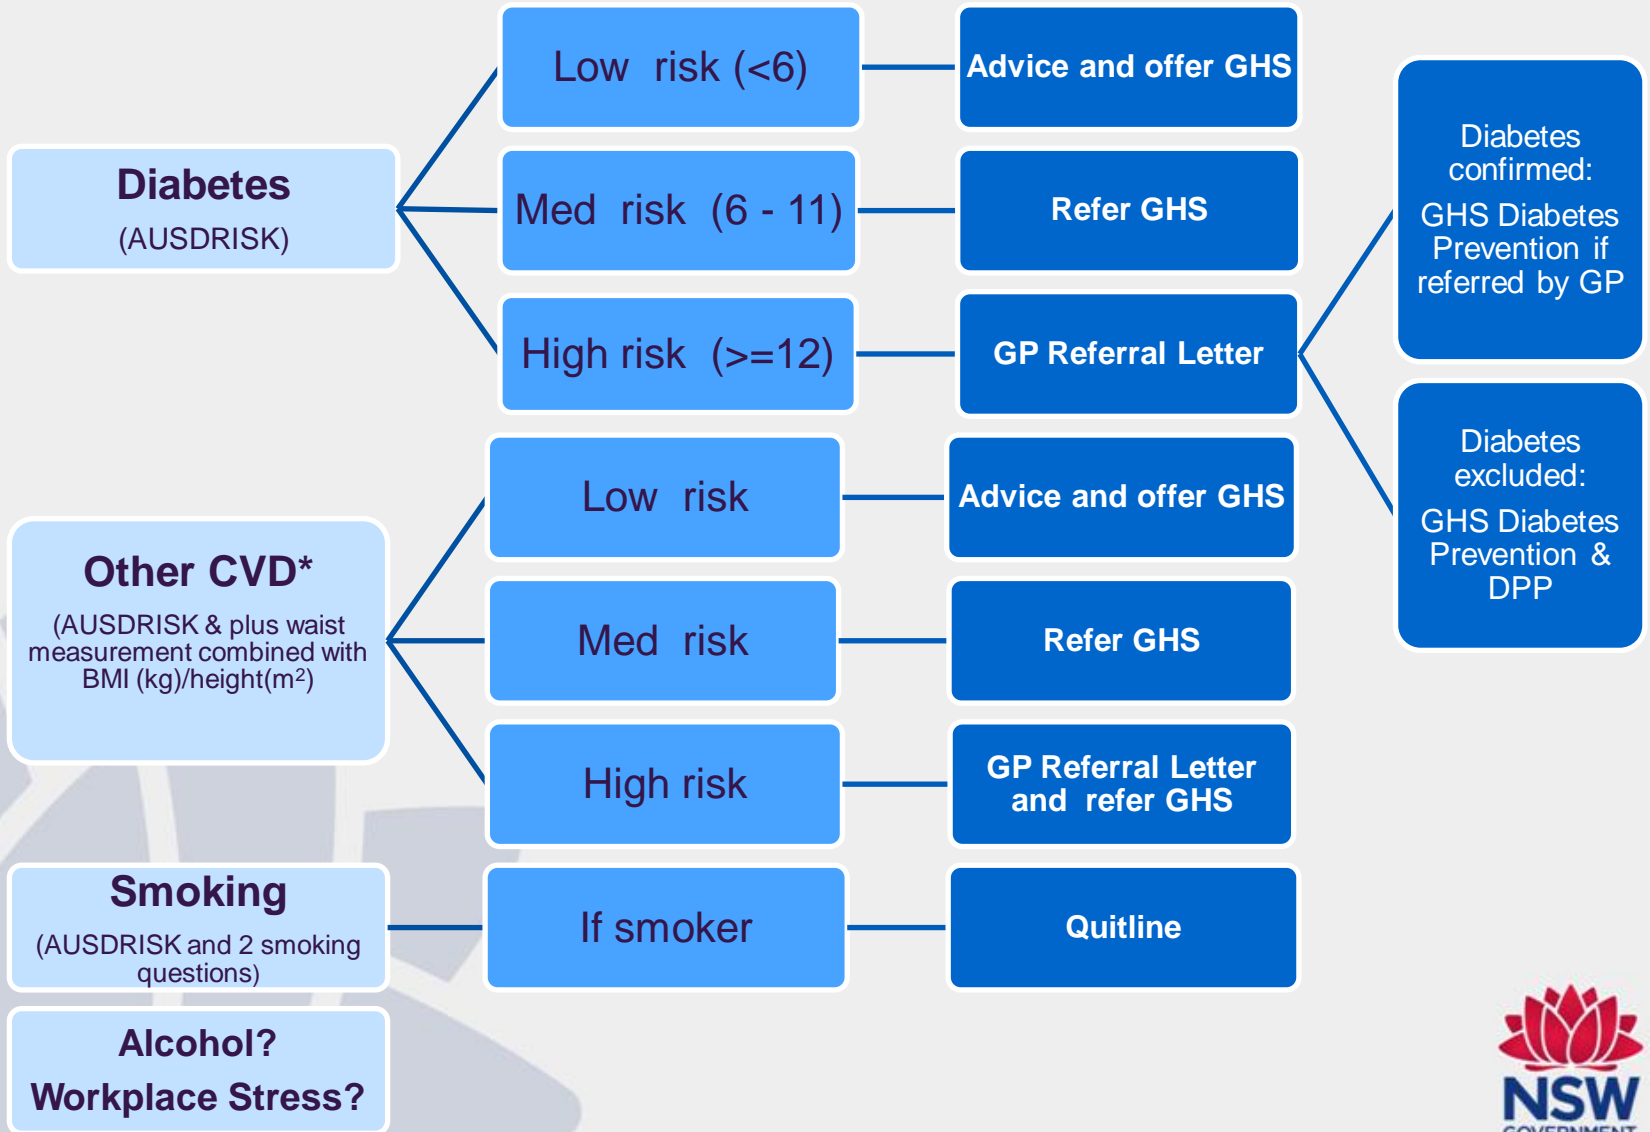 Low risk (<6)
Advice and offer GHS
Diabetes
(AUSDRISK)
Med risk (6 - 11)
Refer GHS
High risk (>=12)
GP Referral Letter
Diabetes
confirmed:
GHS Diabetes
Prevention if
referred by GP
Diabetes
excluded:
GHS Diabetes
Prevention &
DPP
Other CVD*
(AUSDRISK & plus waist
measurement combined with
BMI (kg)/height(m²)
Low risk
Advice and offer GHS
Med risk
Refer GHS
High risk
GP Referral Letter
and refer GHS
Smoking
(AUSDRISK and 2 smoking
questions)
If smoker
Quitline
Alcohol?
Workplace Stress?
NSW
GOVERNMENT